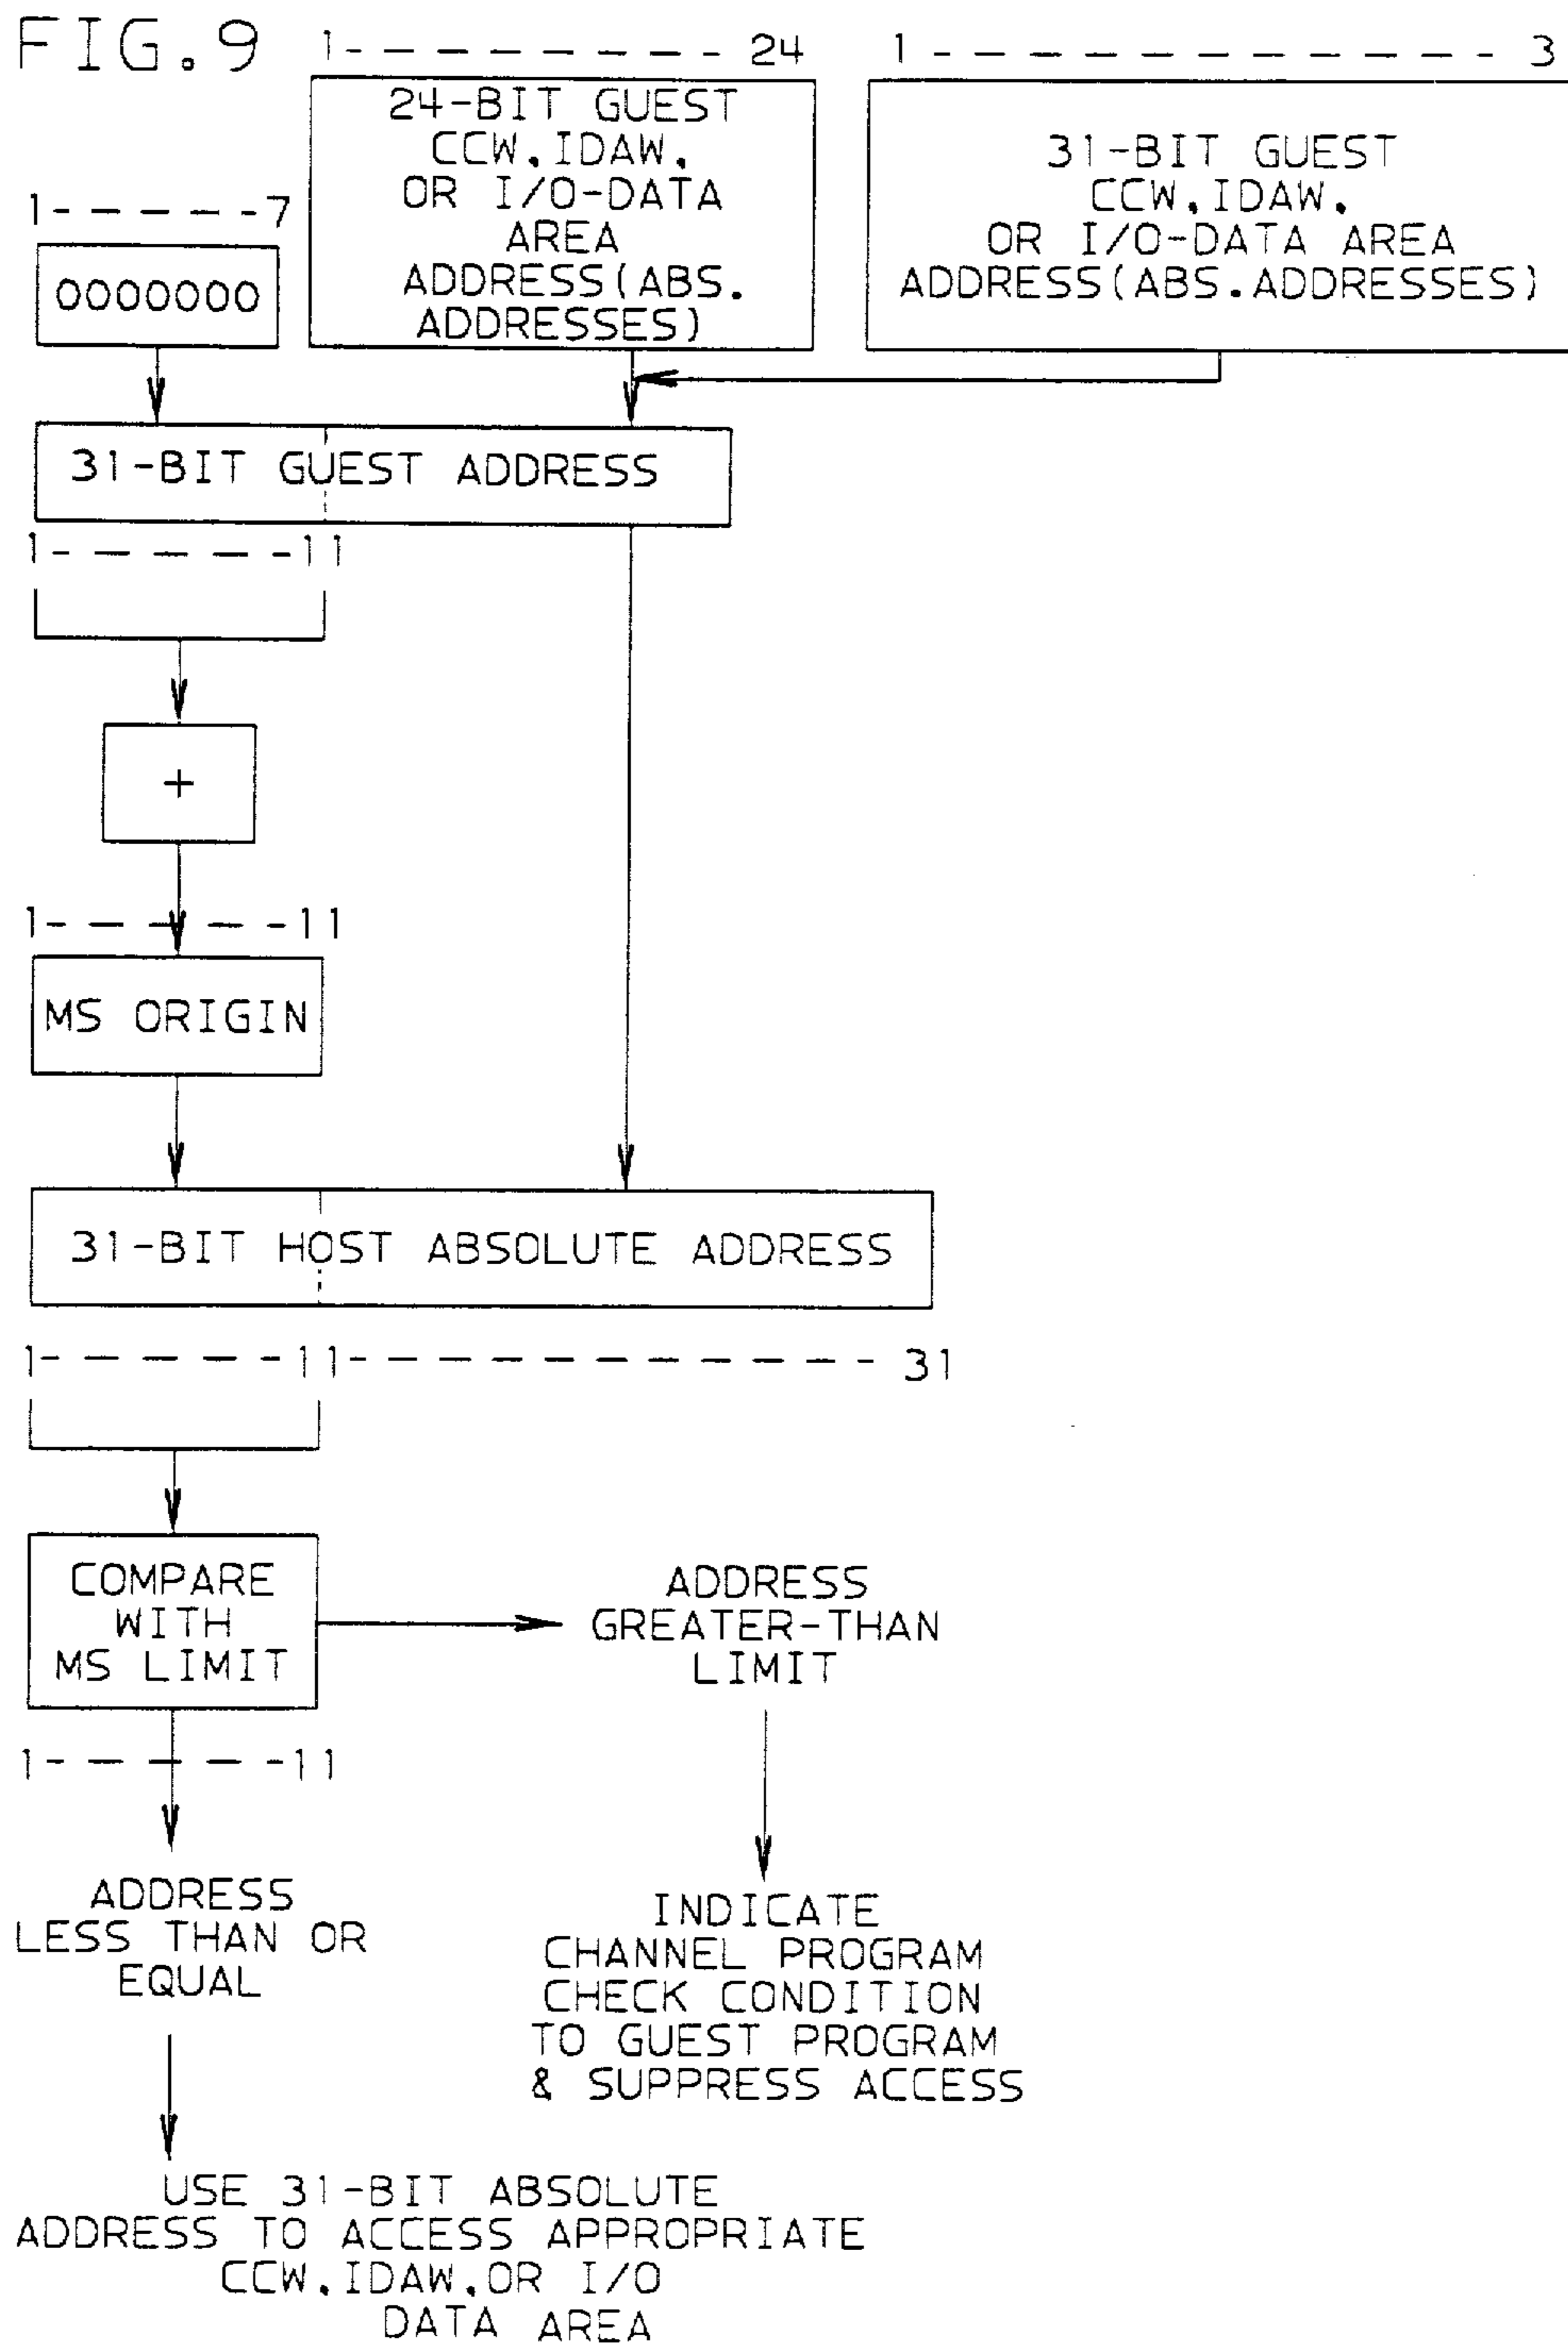 FIG.9
1- - - - - - - - - 24
1 - - - - - - - - - - - - - - 3
24-BIT GUEST
CCW,IDAW,
OR I/O-DATA
AREA
ADDRESS(ABS.
ADDRESSES)
31-BIT GUEST
CCW,IDAW,
OR I/O-DATA AREA
ADDRESS(ABS.ADDRESSES)
1- - - - - -7
0000000
31-BIT GUEST ADDRESS
1- - - - - - -11
+
1- - - - - -11
MS ORIGIN
31-BIT HOST ABSOLUTE ADDRESS
1- - - - - -11- - - - - - - - - - - - - 31
COMPARE
WITH
MS LIMIT
ADDRESS
GREATER-THAN
LIMIT
1- - - - - -11
ADDRESS
LESS THAN OR
EQUAL
INDICATE
CHANNEL PROGRAM
CHECK CONDITION
TO GUEST PROGRAM
& SUPPRESS ACCESS
USE 31-BIT ABSOLUTE
ADDRESS TO ACCESS APPROPRIATE
CCW,IDAW,OR I/O
DATA AREA